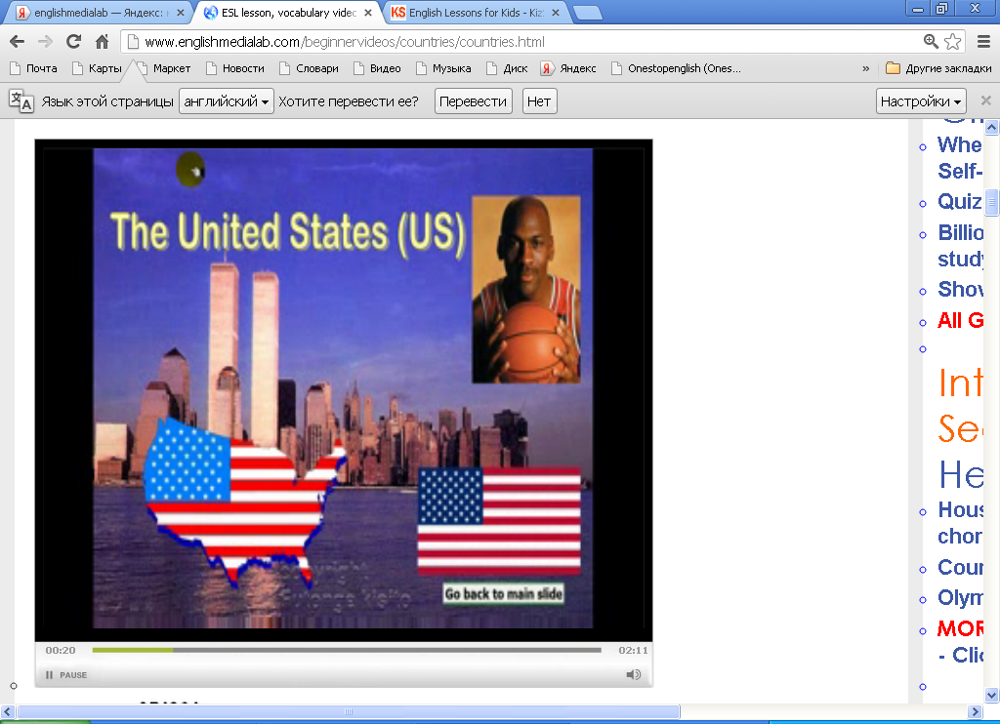 englishmedialab — Яндекс:
ESL lesson, vocabulary video
English Lessons for Kids - Kiz
www.englishmedialab.com/beginnervideos/countries/countries.html
Почта Карты Маркет Новости Словари Видео Музыка Диск Яндекс Onestopenglish (Ones... » Другие закладки
Язык этой страницы английский Хотите перевести ее? Перевести Нет Настройки
The United States (US)
Go back to main slide
00:20 02:11
PAUSE
Whe
Self-
Quiz
Billio
study
Shov
All G
Int
Se
He
Hous
chor
Cour
Olym
MOR
- Clic